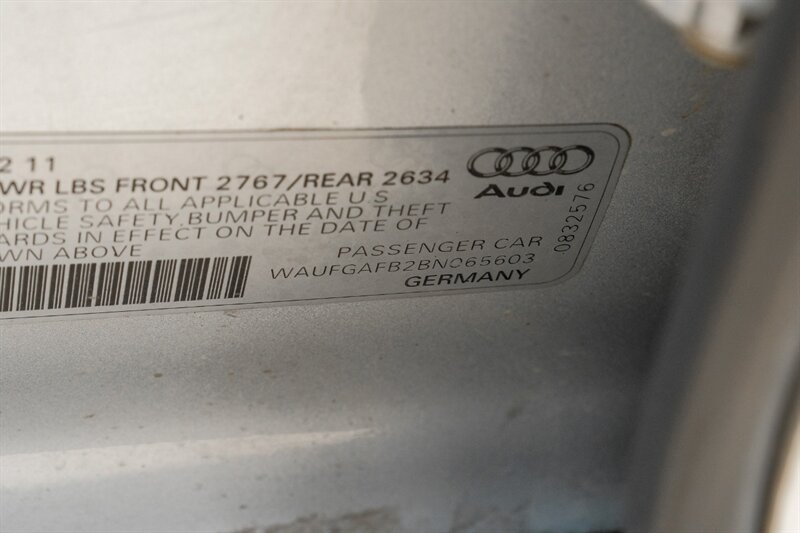 2 11
WR LBS FRONT 2767/REAR 2634
ORMS TO ALL APPLICABLE U S
HICLE SAFETY, BUMPER AND THEFT
ARDS IN EFFECT ON THE DATE OF
WN ABOVE
PASSENGER CAR
WAUFGAFB2BN065603
GERMANY
Audi
0832576